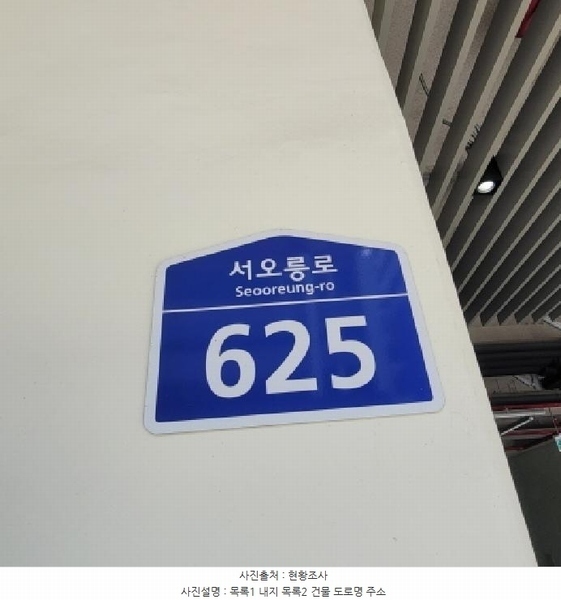 서오릉로
Seooreung-ro
625
사진출처 : 현황조사
사진설명 : 목록1 내지 목록2 건물 도로명 주소